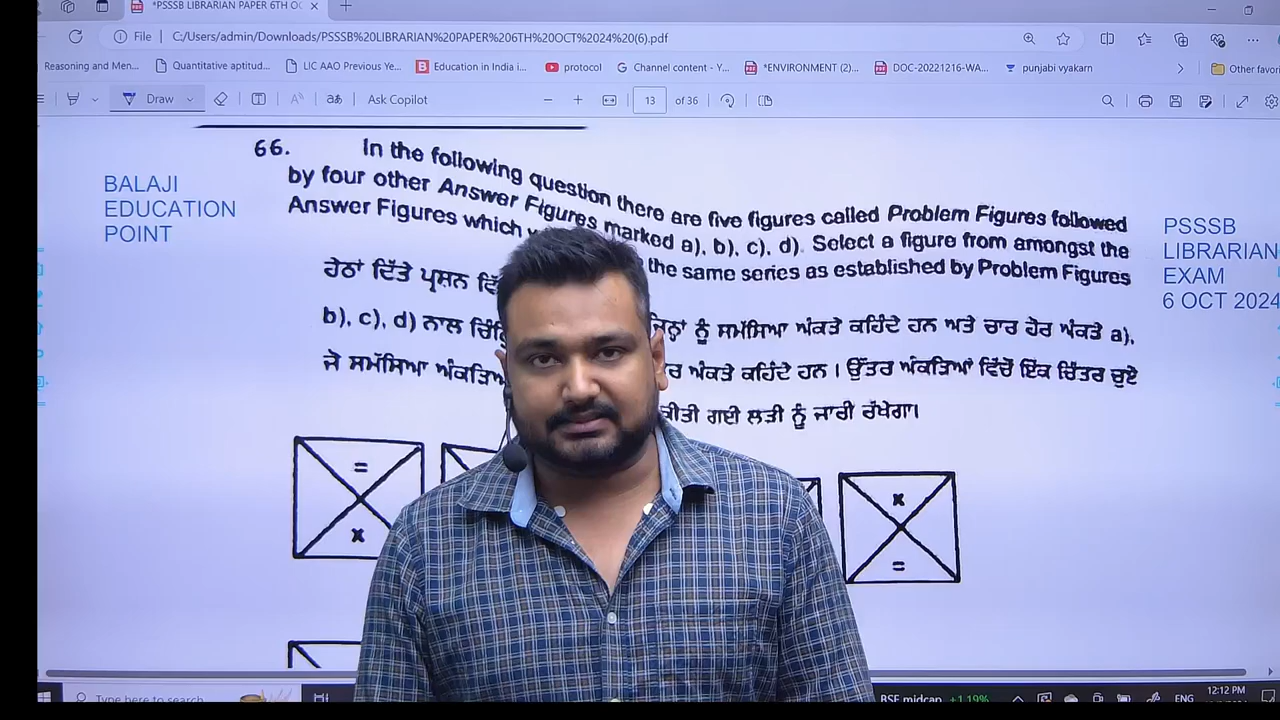 *PSSSB LIBRARIAN PAPER 6TH OC
File
C:/Users/admin/Downloads/PSSSB%20LIBRARIAN%20PAPER%206TH%20OCT%2024%20(6).pdf
Reasoning and Men...
Quantitative aptitud...
LIC AAO Previous Ye...
Education in India i...
protocol
Channel content - Y...
*ENVIRONMENT (2)...
DOC-20221216-WA...
punjabi vyakarn
Other favori
Draw
Ask Copilot
13 of 36
BALAJI
EDUCATION
POINT
66. In the following question there are five figures called Problem Figures followed
by four other Answer Figures marked a), b), c), d). Select a figure from amongst the
Answer Figures which the same series as established by Problem Figures
ਹੇਠਾਂ ਦਿੱਤੇ ਪ੍ਰਸ਼ਨ
b), c), d) ਨਾਲ ਜਿਨ੍ਹਾਂ ਨੂੰ ਸਮੱਸਿਆ ਅੰਕੜੇ ਕਹਿੰਦੇ ਹਨ ਅਤੇ ਚਾਰ ਹੋਰ ਅੰਕੜੇ a),
ਜੋ ਸਮੱਸਿਆ ਅੰਕੜੇ ਕਹਿੰਦੇ ਹਨ। ਉੱਤਰ ਅੰਕੜਿਆਂ ਵਿੱਚੋਂ ਇੱਕ ਚਿੱਤਰ ਚੁਣੋ
ਕੀਤੀ ਗਈ ਲੜੀ ਨੂੰ ਜਾਰੀ ਰੱਖੇਗਾ।
PSSSB
LIBRARIAN
EXAM
6 OCT 2024
= x
x =
Type here to search
BSE midcap +1.19%
ENG
12:12 PM